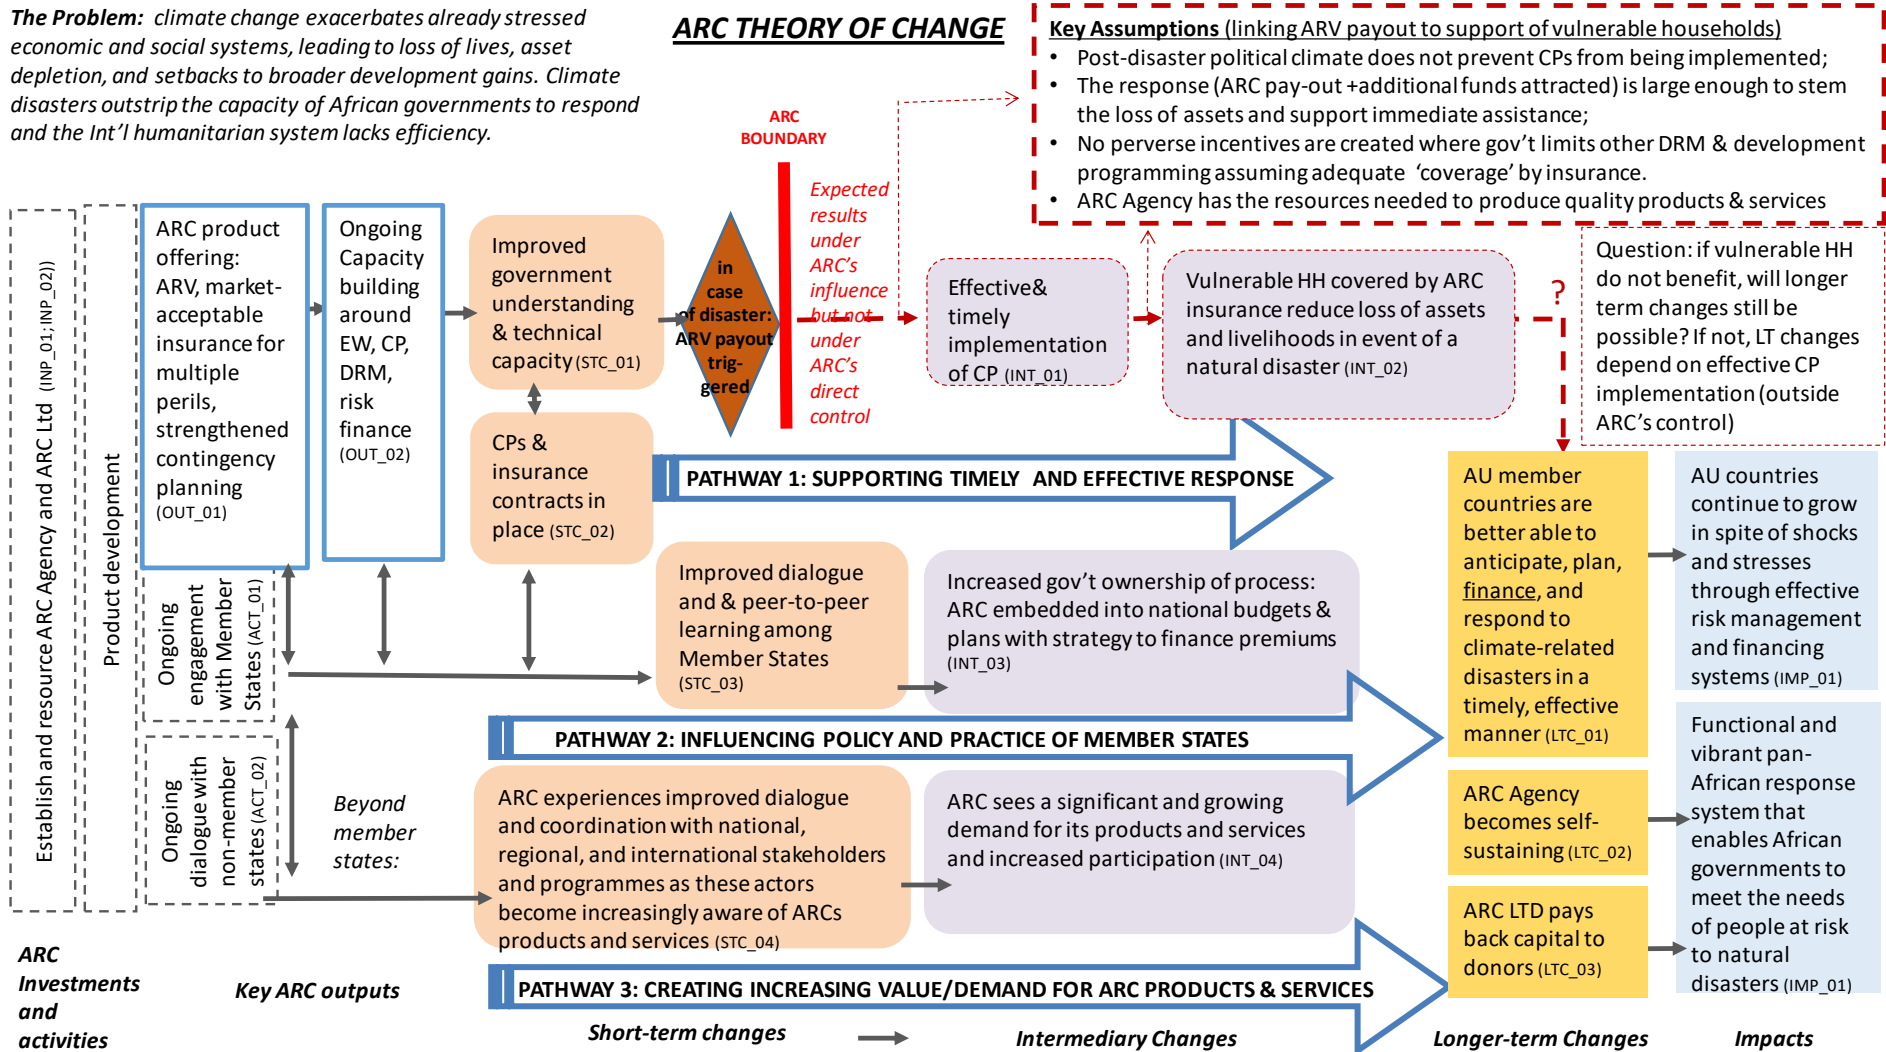 The Problem: climate change exacerbates already stressed
economic and social systems, leading to loss of lives, asset
depletion, and setbacks to broader development gains. Climate
disasters outstrip the capacity of African governments to respond
and the Int'l humanitarian system lacks efficiency.
ARC THEORY OF CHANGE
Key Assumptions (linking ARV payout to support of vulnerable households)
• Post-disaster political climate does not prevent CPs from being implemented;
• The response (ARC pay-out +additional funds attracted) is large enough to stem
the loss of assets and support immediate assistance;
• No perverse incentives are created where gov't limits other DRM & development
programming assuming adequate 'coverage' by insurance.
• ARC Agency has the resources needed to produce quality products & services
Establish and resource ARC Agency and ARC Ltd (INP_01; INP_02))
Product development
ARC product
offering:
ARV, market-
acceptable
insurance for
multiple
perils,
strengthened
contingency
planning
(OUT_01)
Ongoing
Capacity
building
around
EW, CP,
DRM,
risk
finance
(OUT_02)
Improved
government
understanding
& technical
capacity (STC_01)
CPs &
insurance
contracts in
place (STC_02)
in
case
of disaster:
ARV payout
trig-
gered
ARC
BOUNDARY
Expected
results
under
ARC's
influence
but not
under
ARC's
direct
control
Effective&
timely
implementation
of CP (INT_01)
Vulnerable HH covered by ARC
insurance reduce loss of assets
and livelihoods in event of a
natural disaster (INT_02)
?
Question: if vulnerable HH
do not benefit, will longer
term changes still be
possible? If not, LT changes
depend on effective CP
implementation (outside
ARC's control)
PATHWAY 1: SUPPORTING TIMELY AND EFFECTIVE RESPONSE
Ongoing
engagement
with Member
States (ACT_01)
Improved dialogue
and & peer-to-peer
learning among
Member States
(STC_03)
Increased gov't ownership of process:
ARC embedded into national budgets &
plans with strategy to finance premiums
(INT_03)
PATHWAY 2: INFLUENCING POLICY AND PRACTICE OF MEMBER STATES
Ongoing
dialogue with
non-member
states (ACT_02)
Beyond
member
states:
ARC experiences improved dialogue
and coordination with national,
regional, and international stakeholders
and programmes as these actors
become increasingly aware of ARCs
products and services (STC_04)
ARC sees a significant and growing
demand for its products and services
and increased participation (INT_04)
PATHWAY 3: CREATING INCREASING VALUE/DEMAND FOR ARC PRODUCTS & SERVICES
AU member
countries are
better able to
anticipate, plan,
finance, and
respond to
climate-related
disasters in a
timely, effective
manner (LTC_01)
ARC Agency
becomes self-
sustaining (LTC_02)
ARC LTD pays
back capital to
donors (LTC_03)
AU countries
continue to grow
in spite of shocks
and stresses
through effective
risk management
and financing
systems (IMP_01)
Functional and
vibrant pan-
African response
system that
enables African
governments to
meet the needs
of people at risk
to natural
disasters (IMP_01)
ARC
Investments
and
activities
Key ARC outputs
Short-term changes
Intermediary Changes
Longer-term Changes
Impacts